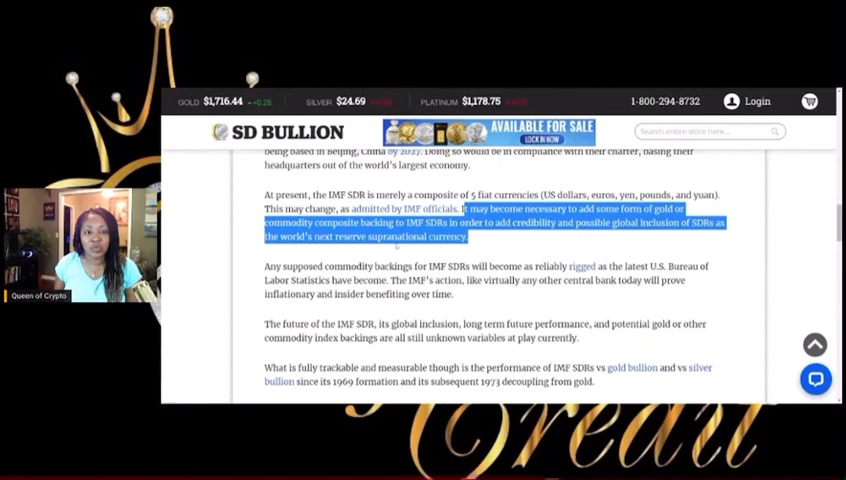 GOLD $1,716.44 +0.25 SILVER $24.69 PLATINUM $1,178.75 1-800-294-8732 Login
SD BULLION AVAILABLE FOR SALE LOCK IN NOW Search entire store here...
being based in Beijing, China by 2027. Doing so would be in compliance with their charter, basing their
headquarters out of the world's largest economy.
At present, the IMF SDR is merely a composite of 5 fiat currencies (US dollars, euros, yen, pounds, and yuan).
This may change, as admitted by IMF officials. It may become necessary to add some form of gold or
commodity composite backing to IMF SDRs in order to add credibility and possible global inclusion of SDRs as
the world's next reserve supranational currency.
Any supposed commodity backings for IMF SDRs will become as reliably rigged as the latest U.S. Bureau of
Labor Statistics have become. The IMF's action, like virtually any other central bank today will prove
inflationary and insider benefiting over time.
The future of the IMF SDR, its global inclusion, long term future performance, and potential gold or other
commodity index backings are all still unknown variables at play currently.
What is fully trackable and measurable though is the performance of IMF SDRs vs gold bullion and vs silver
bullion since its 1969 formation and its subsequent 1973 decoupling from gold.
Queen of Crypto
Credit